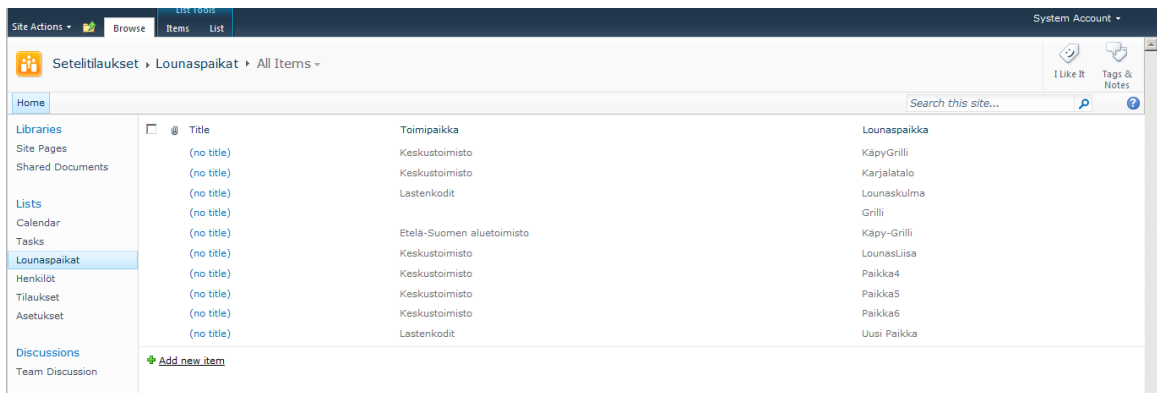 List Tools
Site Actions Browse Items List System Account
Setelitilaukset Lounaspaikat All Items
I Like It Tags & Notes
Home Search this site...
Libraries
Site Pages
Shared Documents
Lists
Calendar
Tasks
Lounaspaikat
Henkilöt
Tilaukset
Asetukset
Discussions
Team Discussion
Title Toimipaikka Lounaspaikka
(no title) Keskustoimisto KäpyGrilli
(no title) Keskustoimisto Karjalatalo
(no title) Lastenkodit Lounaskulma
(no title) Grilli
(no title) Etelä-Suomen aluetoimisto Käpy-Grilli
(no title) Keskustoimisto LounasLiisa
(no title) Keskustoimisto Paikka4
(no title) Keskustoimisto Paikka5
(no title) Keskustoimisto Paikka6
(no title) Lastenkodit Uusi Paikka
Add new item